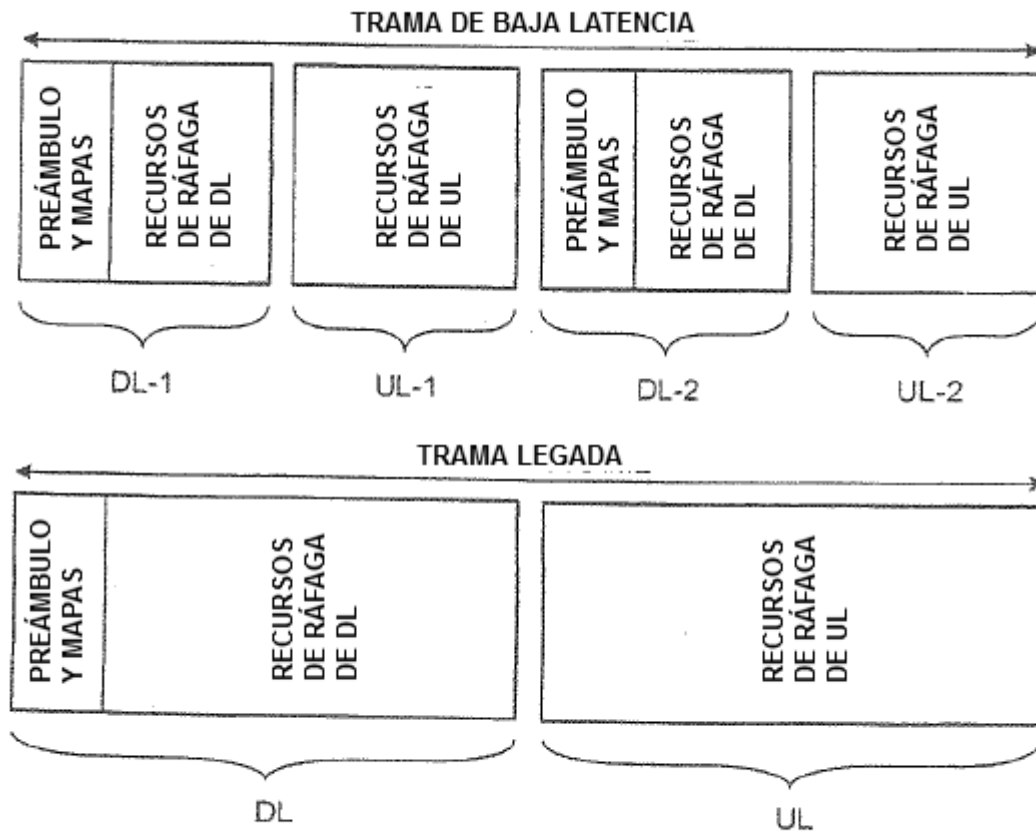 TRAMA DE BAJA LATENCIA
PREÁMBULO
Y MAPAS
RECURSOS
DE RÁFAGA
DE DL
RECURSOS
DE RÁFAGA
DE UL
PREÁMBULO
Y MAPAS
RECURSOS
DE RÁFAGA
DE DL
RECURSOS
DE RÁFAGA
DE UL
DL-1
UL-1
DL-2
UL-2
TRAMA LEGADA
PREÁMBULO
Y MAPAS
RECURSOS
DE RÁFAGA
DE DL
RECURSOS
DE RÁFAGA
DE UL
DL
UL